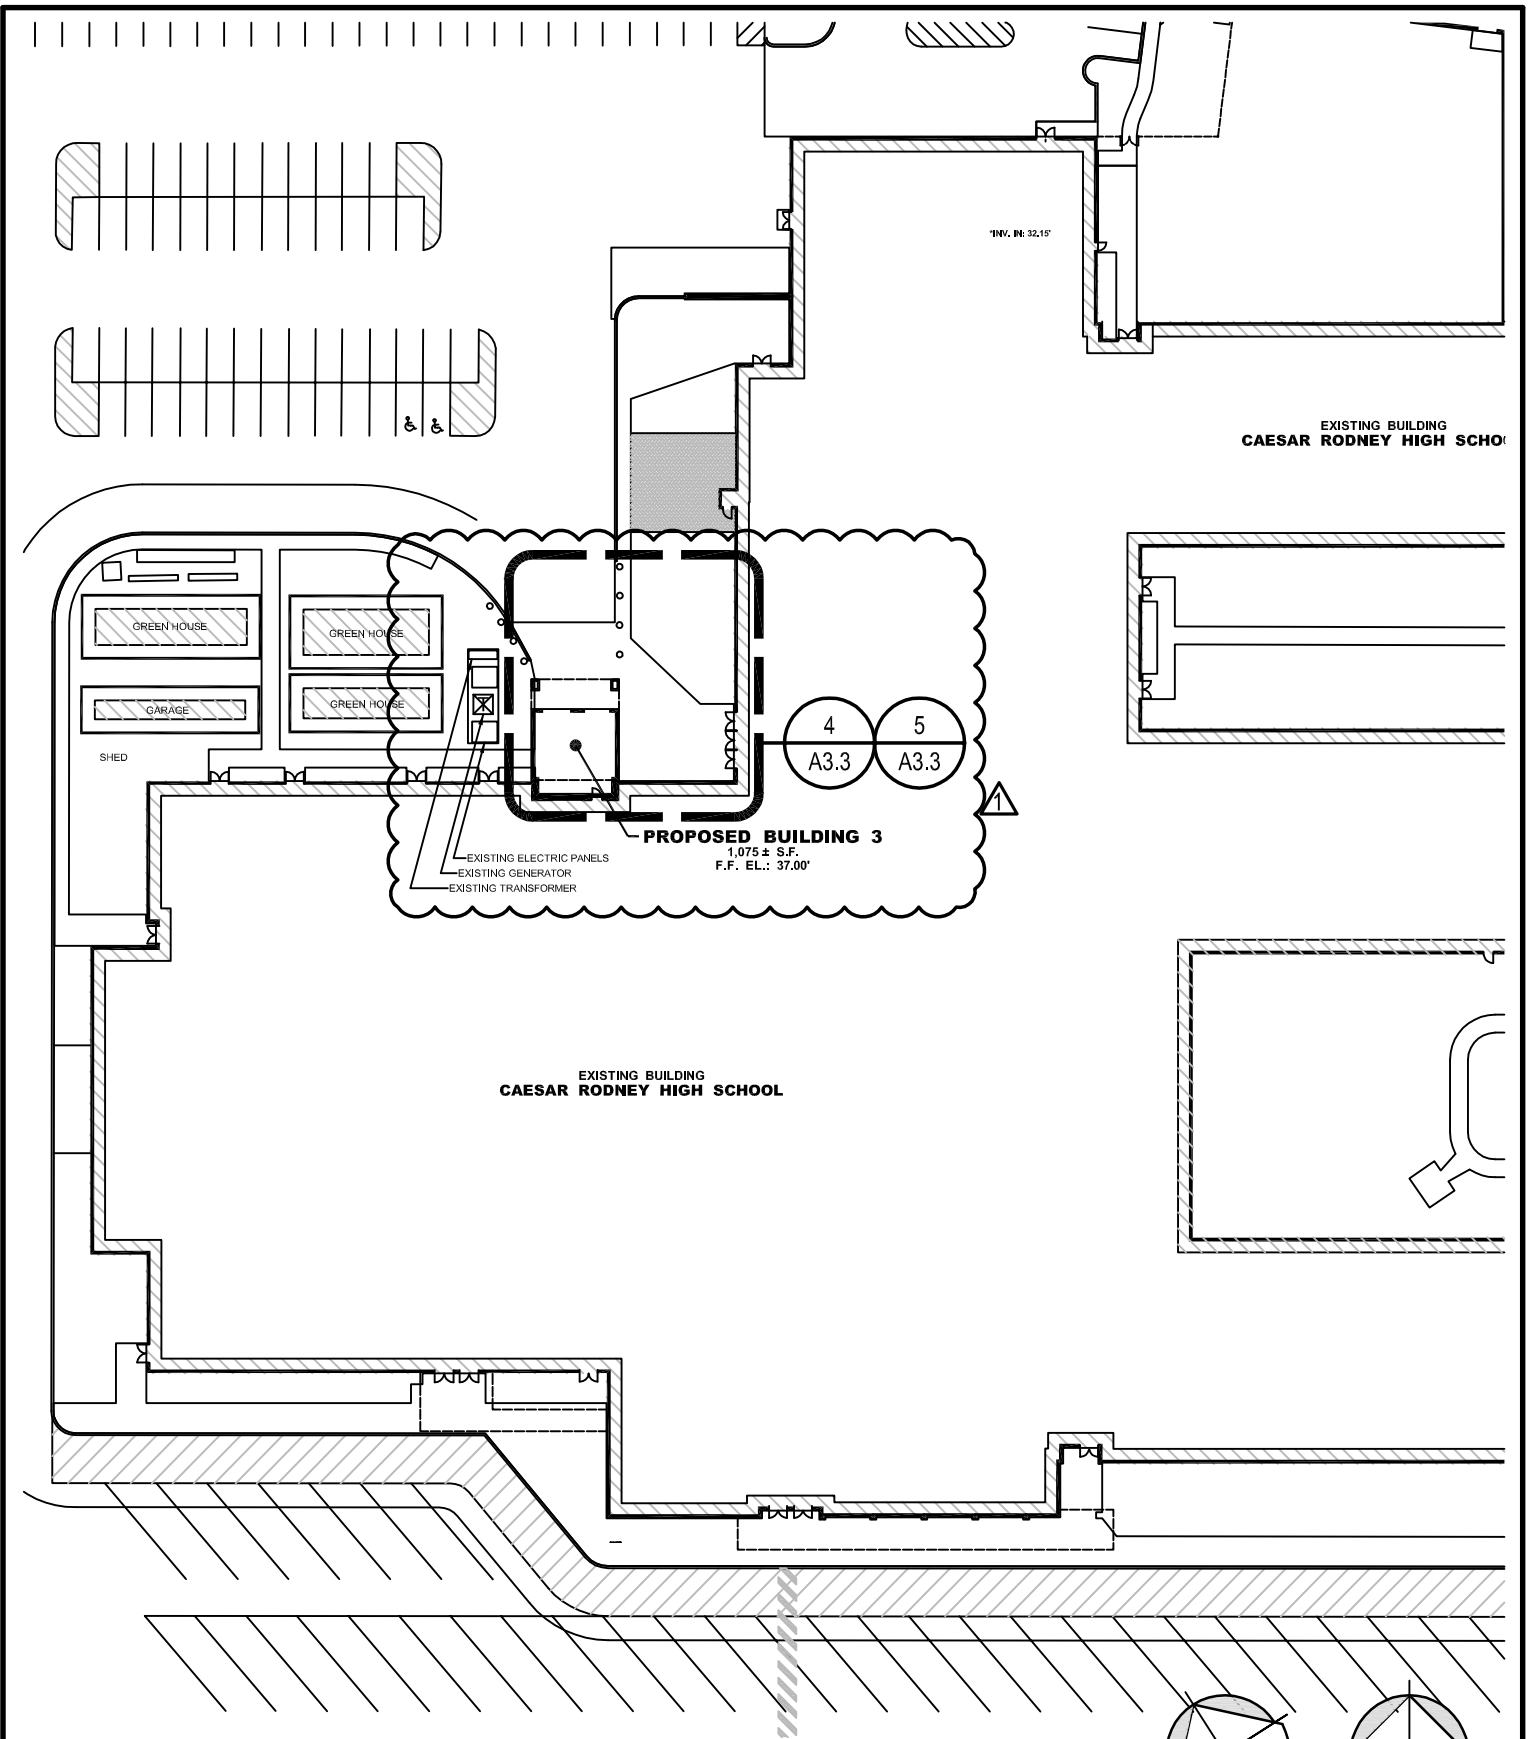 "INV. IN: 32.15'
EXISTING BUILDING
CAESAR RODNEY HIGH SCHO
GREEN HOUSE
GREEN HOUSE
GREEN HOUSE
GARAGE
SHED
4
A3.3
5
A3.3
1
PROPOSED BUILDING 3
1,075 ± S.F.
F.F. EL.: 37.00'
EXISTING ELECTRIC PANELS
EXISTING GENERATOR
EXISTING TRANSFORMER
EXISTING BUILDING
CAESAR RODNEY HIGH SCHOOL